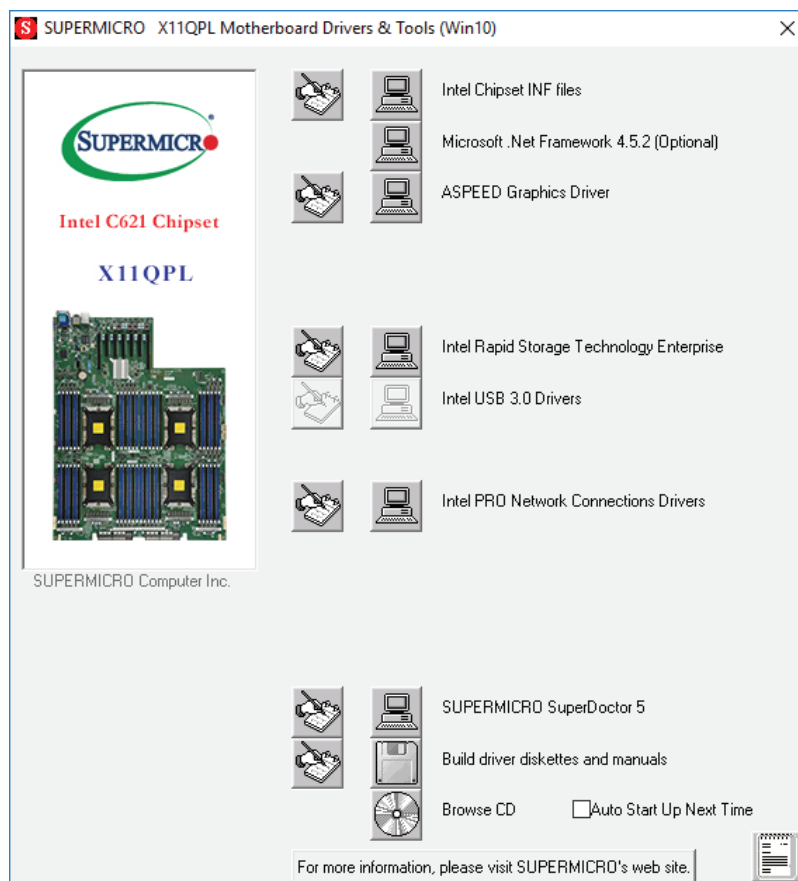 SUPERMICRO X11QPL Motherboard Drivers & Tools (Win10)
SUPERMICRO
Intel C621 Chipset
X11QPL
SUPERMICRO Computer Inc.
Intel Chipset INF files
Microsoft .Net Framework 4.5.2 (Optional)
ASPEED Graphics Driver
Intel Rapid Storage Technology Enterprise
Intel USB 3.0 Drivers
Intel PRO Network Connections Drivers
SUPERMICRO SuperDoctor 5
Build driver diskettes and manuals
Browse CD
Auto Start Up Next Time
For more information, please visit SUPERMICRO's web site.